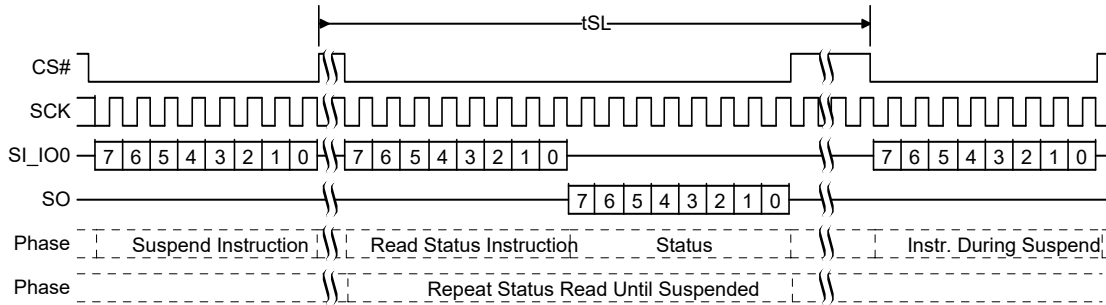 tSL
CS#
SCK
SI_IO0 7 6 5 4 3 2 1 0 7 6 5 4 3 2 1 0 7 6 5 4 3 2 1 0
SO 7 6 5 4 3 2 1 0
Phase Suspend Instruction Read Status Instruction Status Instr. During Suspend
Phase Repeat Status Read Until Suspended